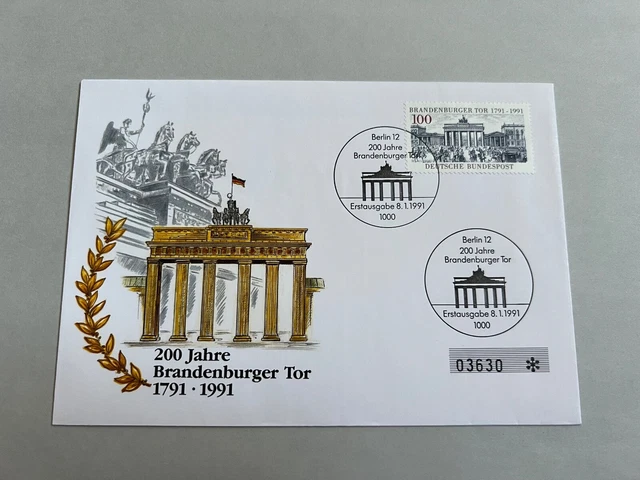 BRANDENBURGER TOR 1791-1991
100
DEUTSCHE BUNDESPOST
Berlin 12
200 Jahre
Brandenburger Tor
Erstausgabe 8.1.1991
1000
Berlin 12
200 Jahre
Brandenburger Tor
Erstausgabe 8.1.1991
1000
200 Jahre
Brandenburger Tor
1791 · 1991
03630 ✻